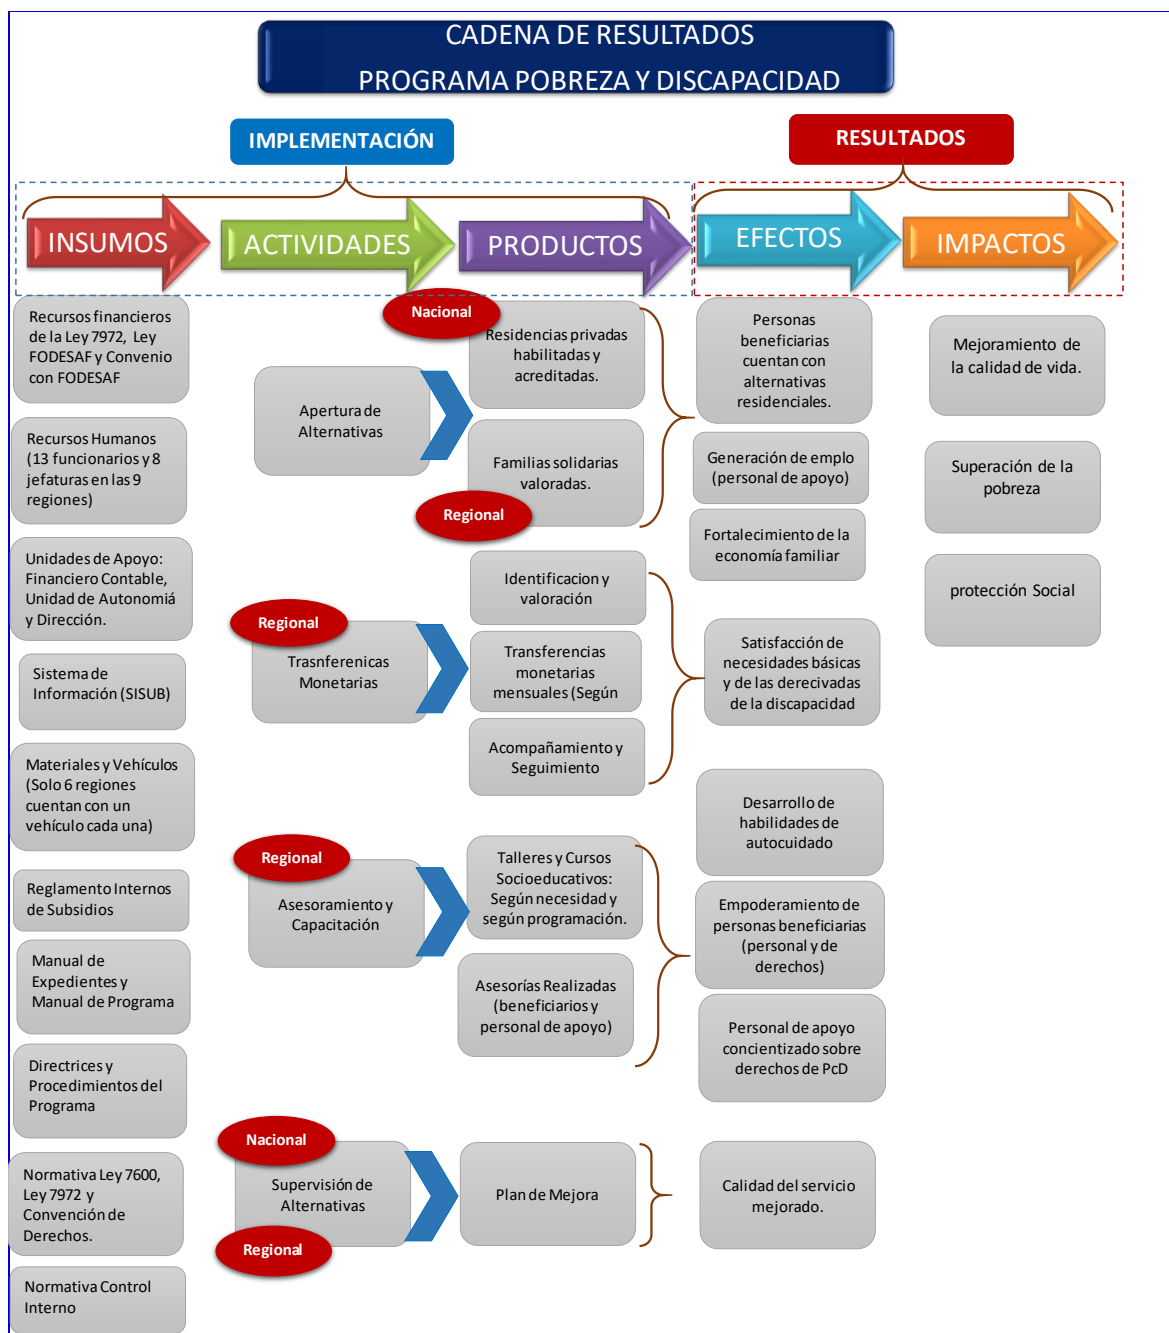 CADENA DE RESULTADOS
PROGRAMA POBREZA Y DISCAPACIDAD
IMPLEMENTACIÓN
RESULTADOS
INSUMOS
ACTIVIDADES
PRODUCTOS
EFECTOS
IMPACTOS
Recursos financieros
de la Ley 7972, Ley
FODESAF y Convenio
con FODESAF
Recursos Humanos
(13 funcionarios y 8
jefaturas en las 9
regiones)
Unidades de Apoyo:
Financiero Contable,
Unidad de Autonomiá
y Dirección.
Sistema de
Información (SISUB)
Materiales y Vehículos
(Solo 6 regiones
cuentan con un
vehículo cada una)
Reglamento Internos
de Subsidios
Manual de
Expedientes y
Manual de Programa
Directrices y
Procedimientos del
Programa
Normativa Ley 7600,
Ley 7972 y
Convención de
Derechos.
Normativa Control
Interno
Apertura de
Alternativas
Regional
Trasnferenicas
Monetarias
Regional
Asesoramiento y
Capacitación
Nacional
Supervisión de
Alternativas
Regional
Nacional
Residencias privadas
habilitadas y
acreditadas.
Familias solidarias
valoradas.
Regional
Identificacion y
valoración
Transferencias
monetarias
mensuales (Según
Acompañamiento y
Seguimiento
Talleres y Cursos
Socioeducativos:
Según necesidad y
según programación.
Asesorías Realizadas
(beneficiarios y
personal de apoyo)
Plan de Mejora
Personas
beneficiarias
cuentan con
alternativas
residenciales.
Generación de emplo
(personal de apoyo)
Fortalecimiento de la
economía familiar
Satisfacción de
necesidades básicas
y de las derecivadas
de la discapacidad
Desarrollo de
habilidades de
autocuidado
Empoderamiento de
personas beneficiarias
(personal y de
derechos)
Personal de apoyo
concientizado sobre
derechos de PcD
Calidad del servicio
mejorado.
Mejoramiento de
la calidad de vida.
Superación de la
pobreza
protección Social